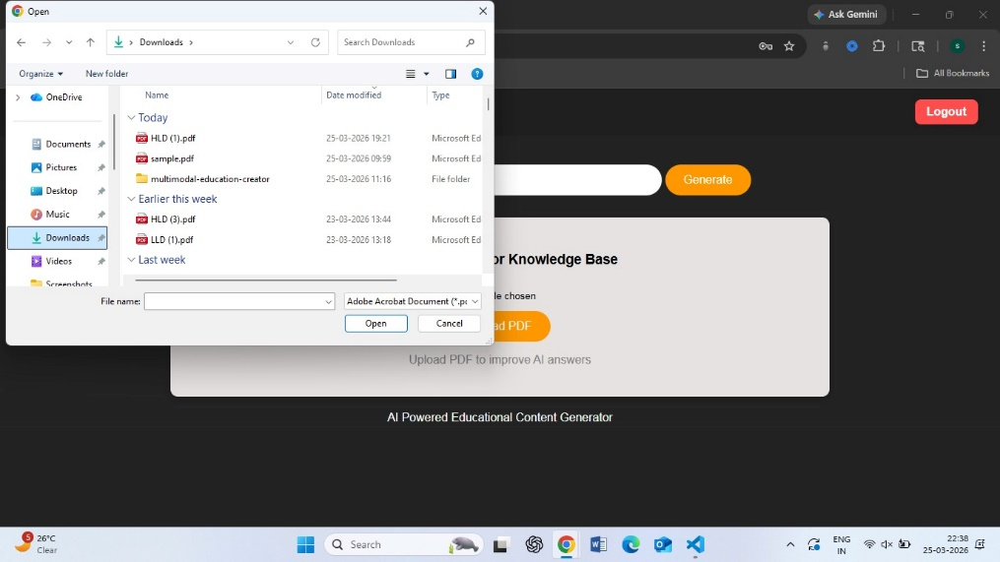 Open
Ask Gemini
Downloads
Search Downloads
Organize
New folder
All Bookmarks
OneDrive
Name
Date modified
Type
Logout
Today
HLD (1).pdf
25-03-2026 19:21
Microsoft Ed
Documents
sample.pdf
25-03-2026 09:59
Microsoft Ed
Pictures
multimodal-education-creator
25-03-2026 11:16
File folder
Generate
Desktop
Earlier this week
Music
HLD (3).pdf
23-03-2026 13:44
Microsoft Ed
Downloads
LLD (1).pdf
23-03-2026 13:18
Microsoft Ed
Videos
Last week
or Knowledge Base
Screenshots
File name:
Adobe Acrobat Document (*.pc
le chosen
Open
Cancel
ad PDF
Upload PDF to improve AI answers
AI Powered Educational Content Generator
5
26°C
Clear
Search
ENG
IN
22:38
25-03-2026